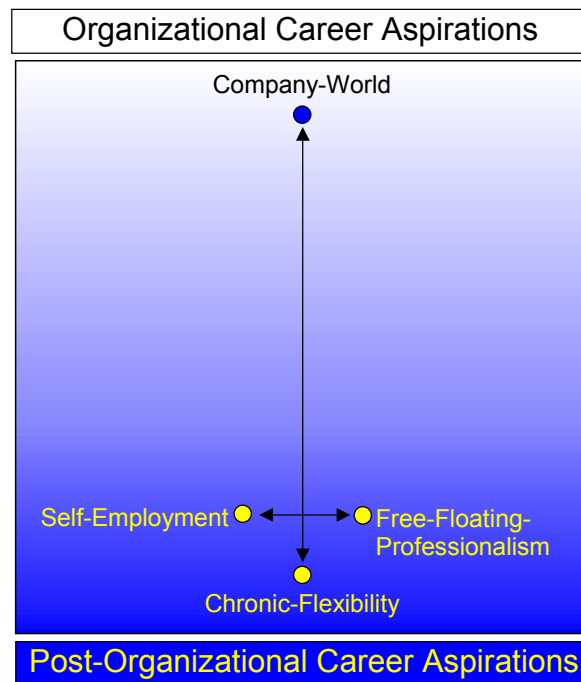 Organizational Career Aspirations
Company-World
Self-Employment
Free-Floating-
Professionalism
Chronic-Flexibility
Post-Organizational Career Aspirations